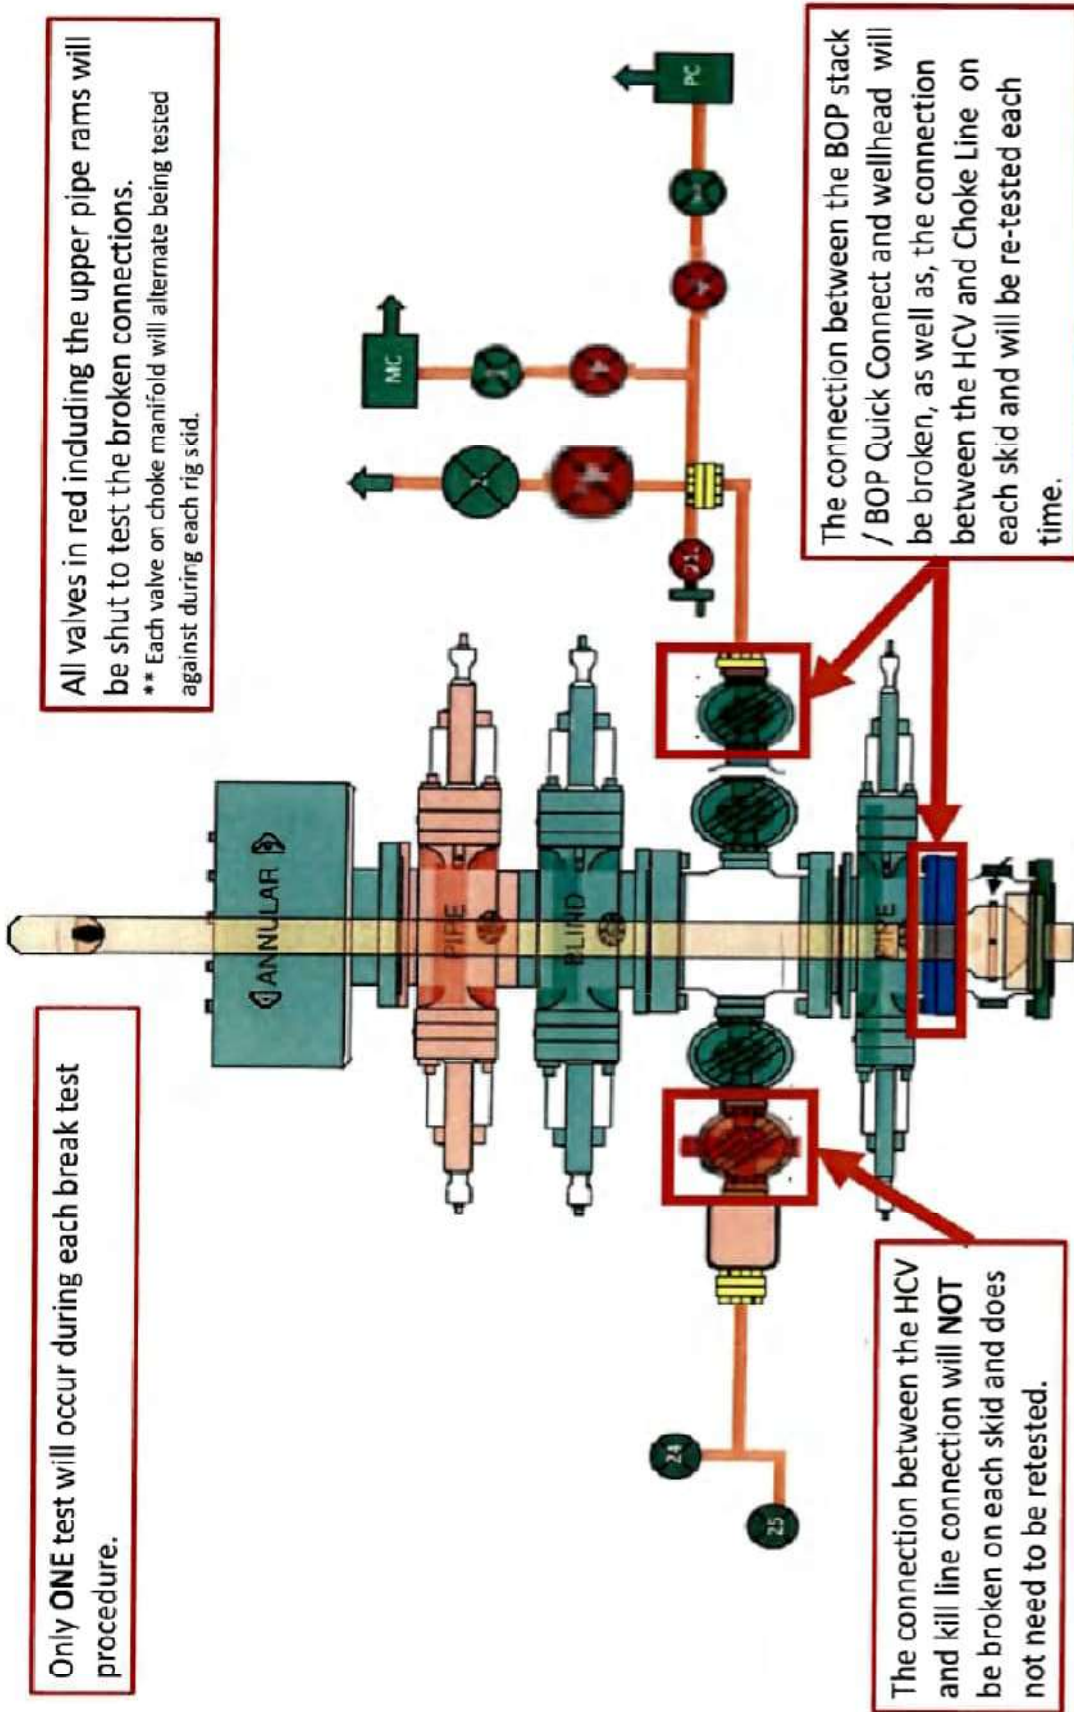 Only ONE test will occur during each break test
procedure.
All valves in red including the upper pipe rams will
be shut to test the broken connections.
** Each valve on choke manifold will alternate being tested
against during each rig skid.
ANNULAR
PIPE
BLIND
PIPE
MC
PC
24
25
The connection between the HCV
and kill line connection will NOT
be broken on each skid and does
not need to be retested.
The connection between the BOP stack
/ BOP Quick Connect and wellhead will
be broken, as well as, the connection
between the HCV and Choke Line on
each skid and will be re-tested each
time.